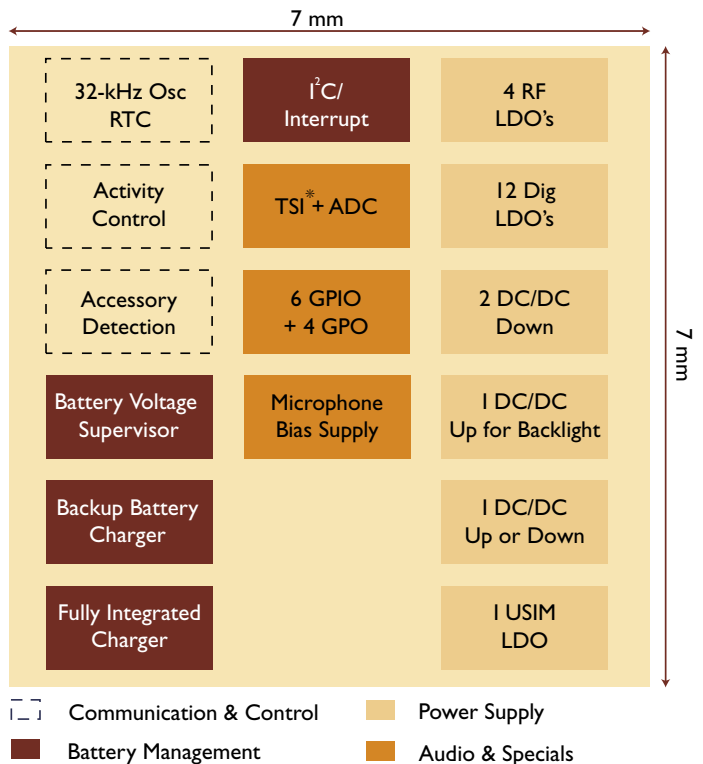 7 mm
32-kHz Osc
RTC
I²C/
Interrupt
4 RF
LDO's
Activity
Control
TSI*+ ADC
12 Dig
LDO's
Accessory
Detection
6 GPIO
+ 4 GPO
2 DC/DC
Down
7 mm
Battery Voltage
Supervisor
Microphone
Bias Supply
1 DC/DC
Up for Backlight
Backup Battery
Charger
1 DC/DC
Up or Down
Fully Integrated
Charger
1 USIM
LDO
Communication & Control
Power Supply
Battery Management
Audio & Specials